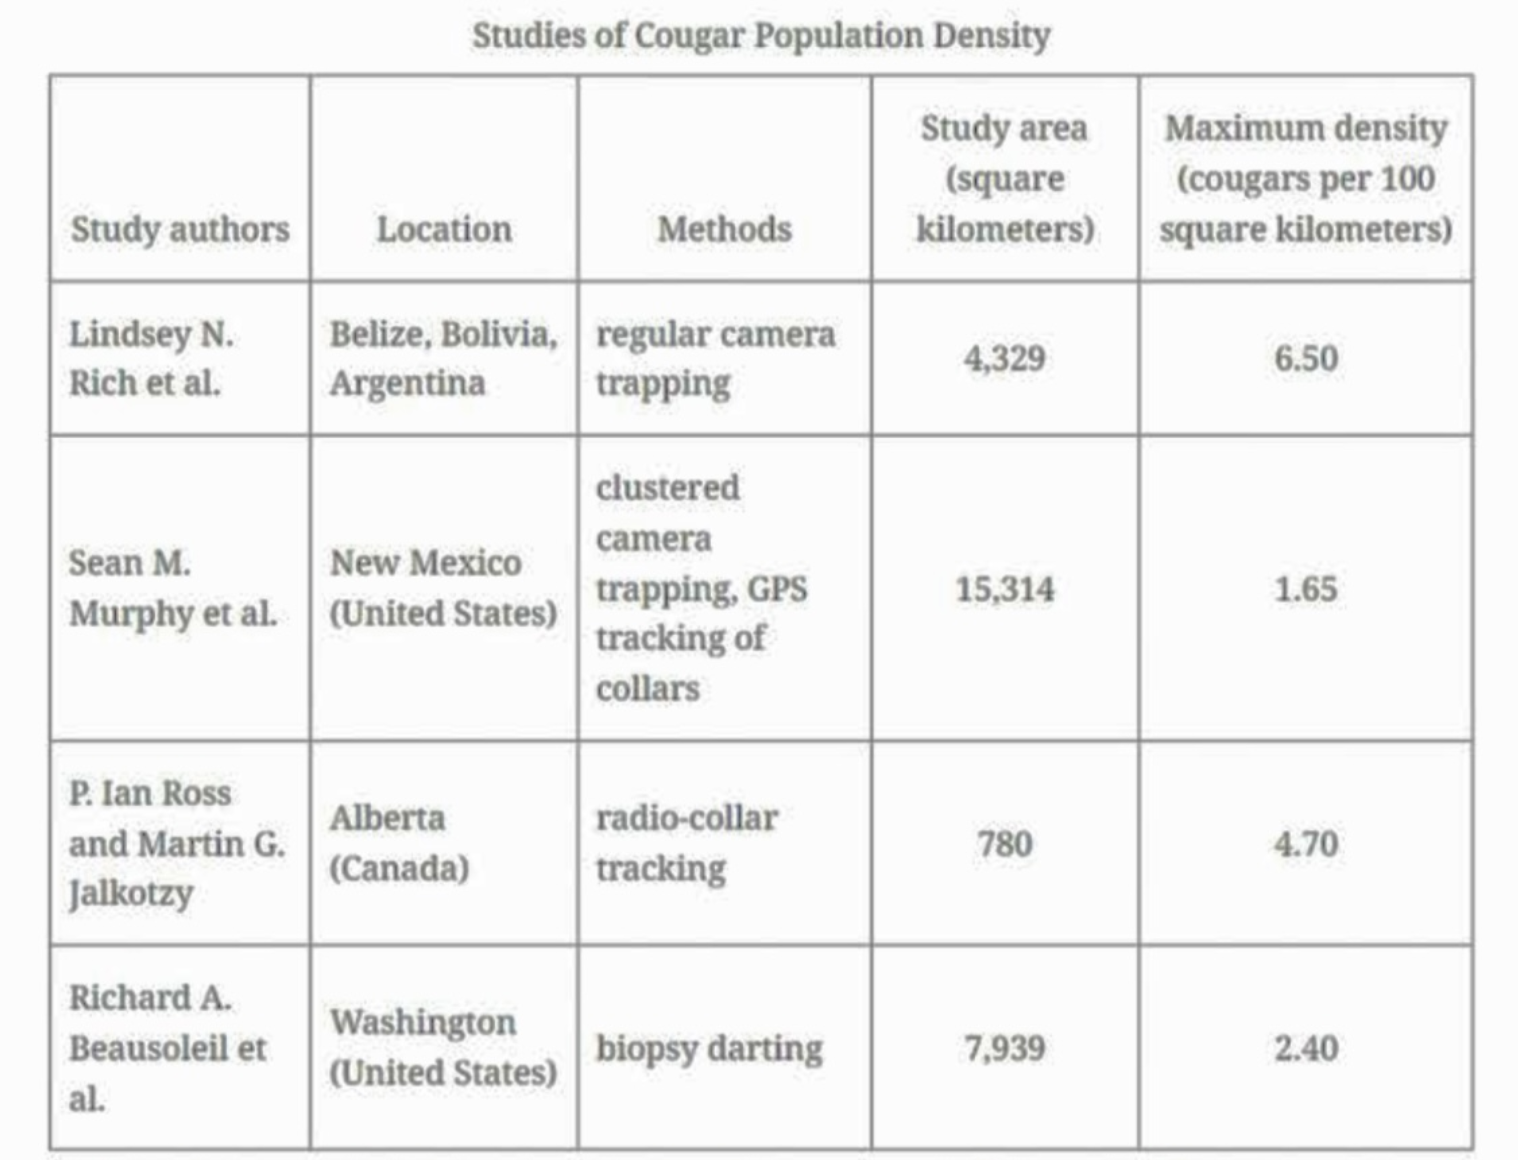 Studies of Cougar Population Density
Study authors
Location
Methods
Study area
(square
kilometers)
Maximum density
(cougars per 100
square kilometers)
Lindsey N.
Rich et al.
Belize, Bolivia,
Argentina
regular camera
trapping
4,329
6.50
Sean M.
Murphy et al.
New Mexico
(United States)
clustered
camera
trapping, GPS
tracking of
collars
15,314
1.65
P. Ian Ross
and Martin G.
Jalkotzy
Alberta
(Canada)
radio-collar
tracking
780
4.70
Richard A.
Beausoleil et
al.
Washington
(United States)
biopsy darting
7,939
2.40